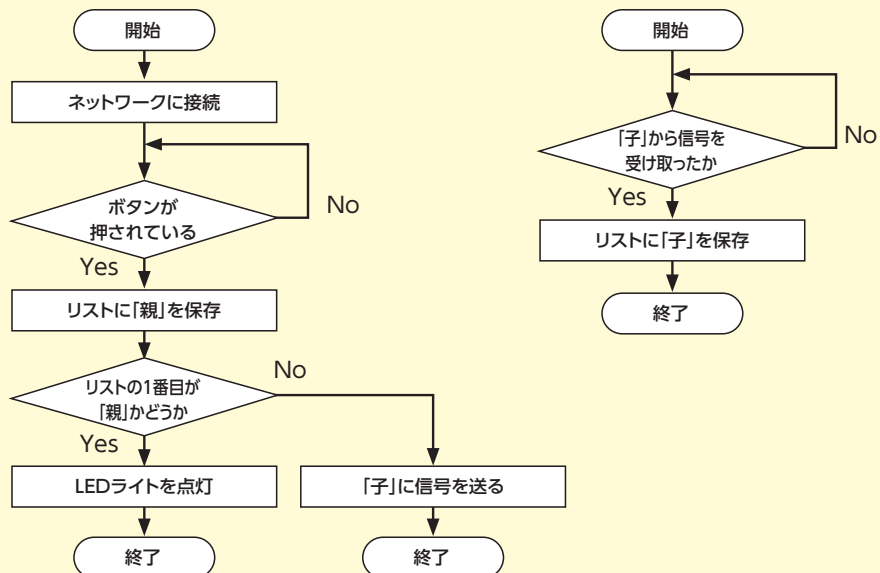 開始
ネットワークに接続
ボタンが
押されている
No
Yes
リストに「親」を保存
リストの1番目が
「親」かどうか
No
Yes
LEDライトを点灯
「子」に信号を送る
終了
終了
開始
「子」から信号を
受け取ったか
No
Yes
リストに「子」を保存
終了